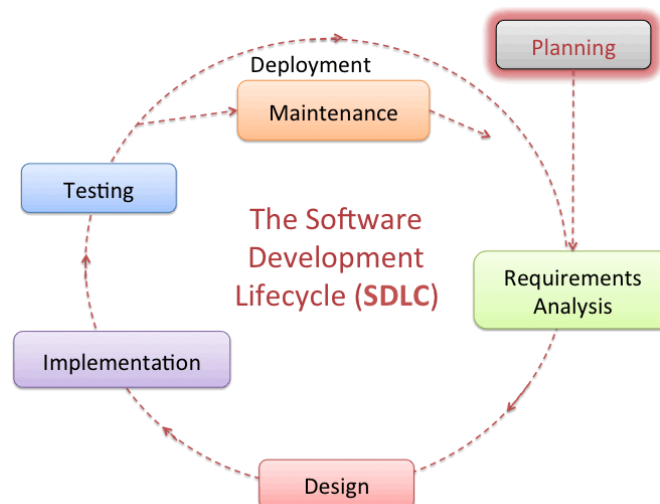 Planning
Deployment
Maintenance
Testing
The Software
Development
Lifecycle (SDLC)
Requirements
Analysis
Implementation
Design